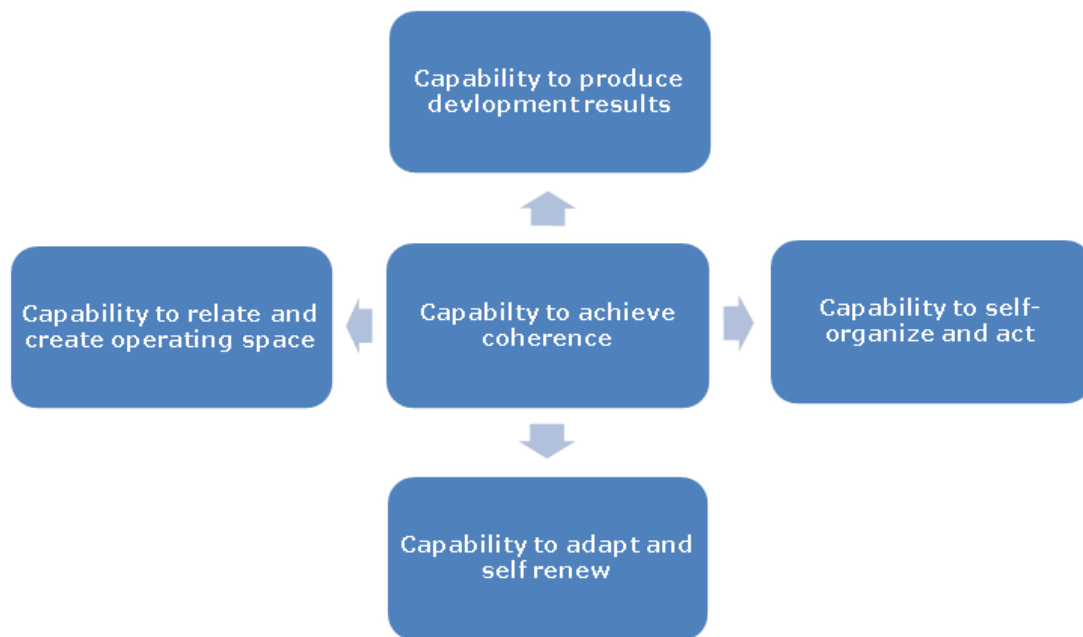 Capability to produce
devlopment results
Capability to relate and
create operating space
Capabilty to achieve
coherence
Capability to self-
organize and act
Capability to adapt and
self renew